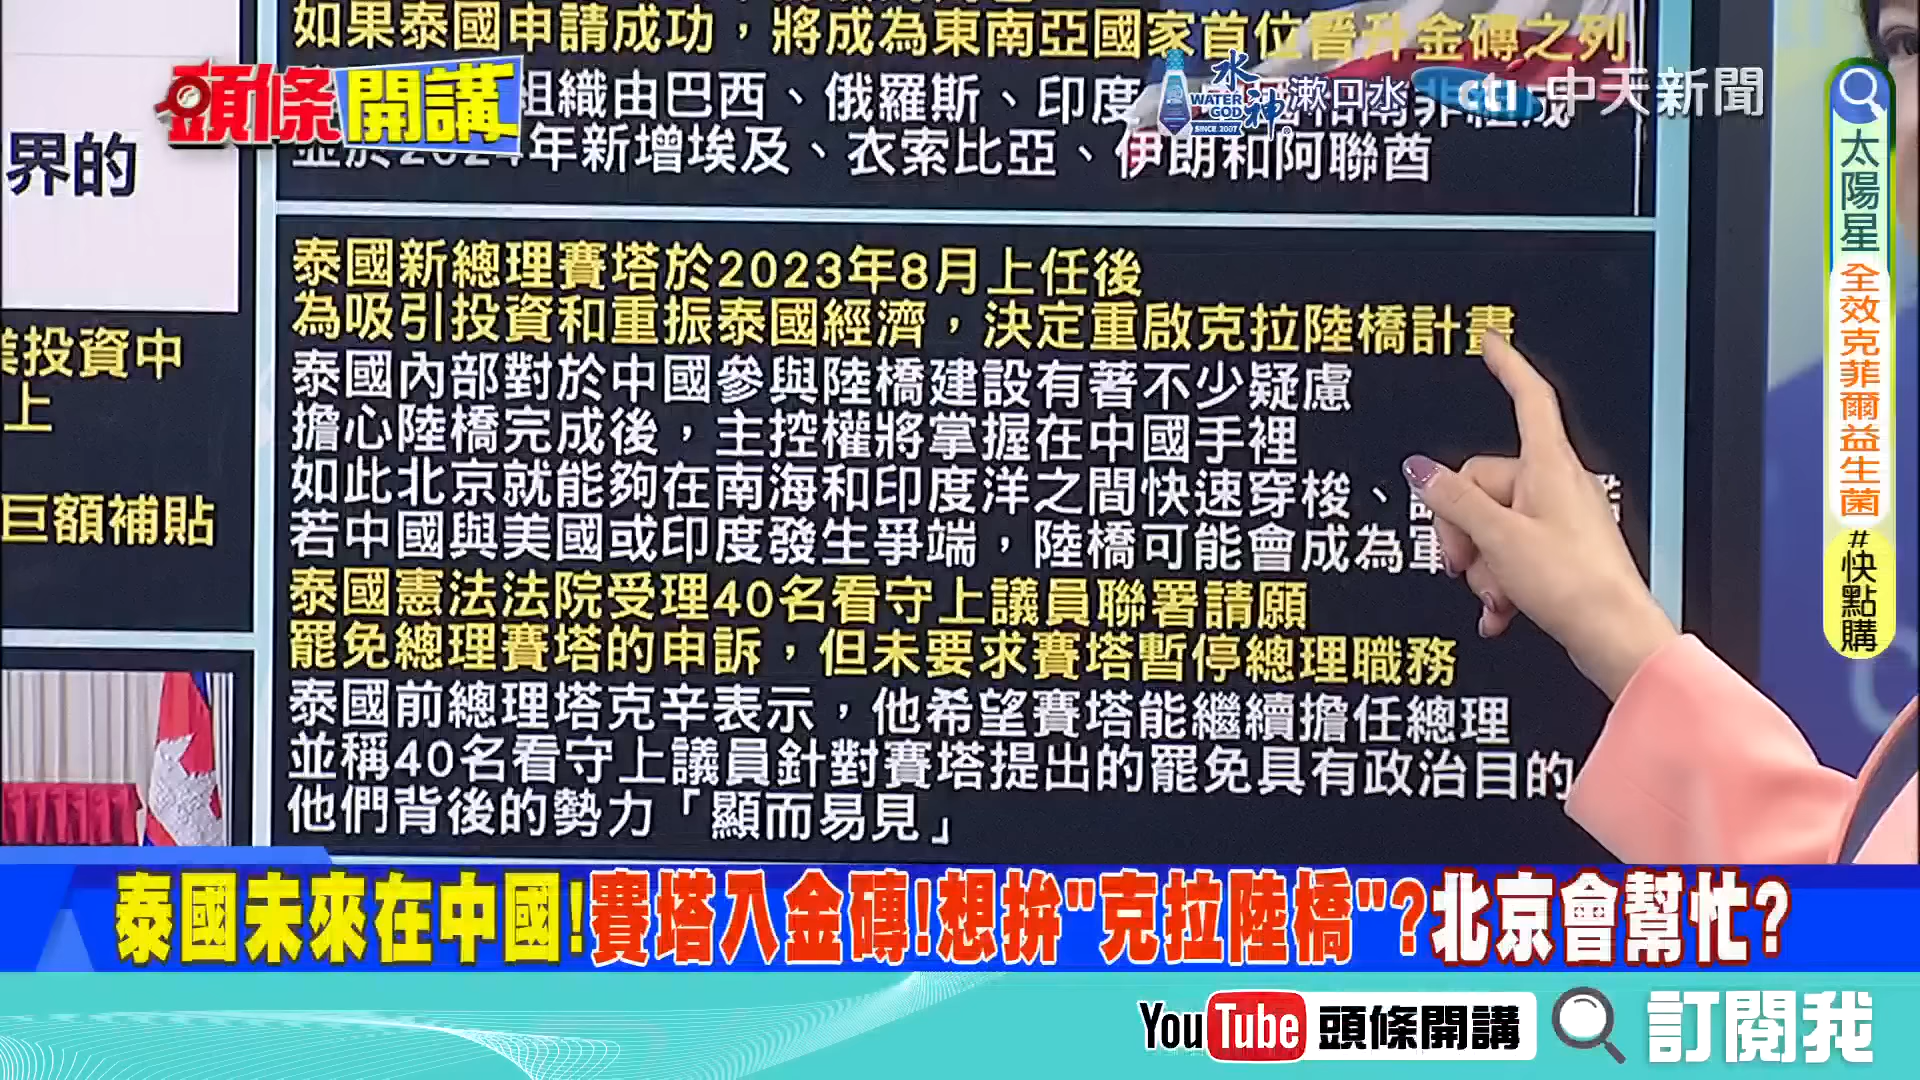 如果泰國申請成功，將成為東南亞國家首位晉升金磚之列
組織由巴西、俄羅斯、印度
並於2024年新增埃及、衣索比亞、伊朗和阿聯酋
頭條開講
水神
WATER GOD
SINCE 2007
漱口水
cti 中天新聞
界的
投資中
上
巨額補貼
泰國新總理賽塔於2023年8月上任後
為吸引投資和重振泰國經濟，決定重啟克拉陸橋計畫
泰國內部對於中國參與陸橋建設有著不少疑慮
擔心陸橋完成後，主控權將掌握在中國手裡
如此北京就能夠在南海和印度洋之間快速穿梭、
若中國與美國或印度發生爭端，陸橋可能會成為軍
泰國憲法法院受理40名看守上議員聯署請願
罷免總理賽塔的申訴，但未要求賽塔暫停總理職務
泰國前總理塔克辛表示，他希望賽塔能繼續擔任總理
並稱40名看守上議員針對賽塔提出的罷免具有政治目的
他們背後的勢力「顯而易見」
太陽星
全效克菲爾益生菌
#快點購
泰國未來在中國!賽塔入金磚!想拚"克拉陸橋"?北京會幫忙?
YouTube 頭條開講 訂閱我